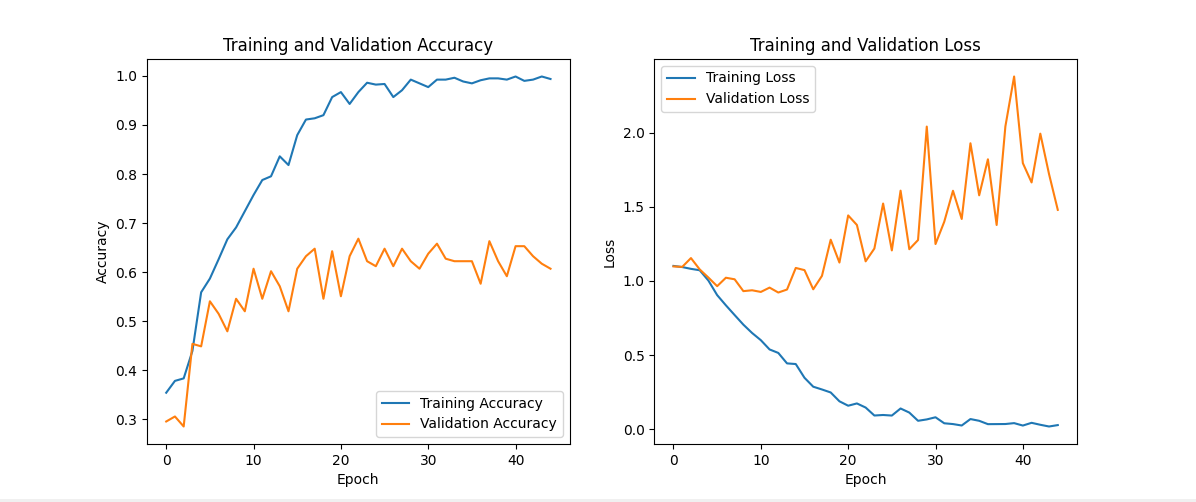 Training and Validation Accuracy
1.0
0.9
0.8
0.7
0.6
0.5
0.4
0.3
Accuracy
Training Accuracy
Validation Accuracy
0
10
20
30
40
Epoch
Training and Validation Loss
Training Loss
Validation Loss
2.0
1.5
1.0
0.5
0.0
Loss
0
10
20
30
40
Epoch